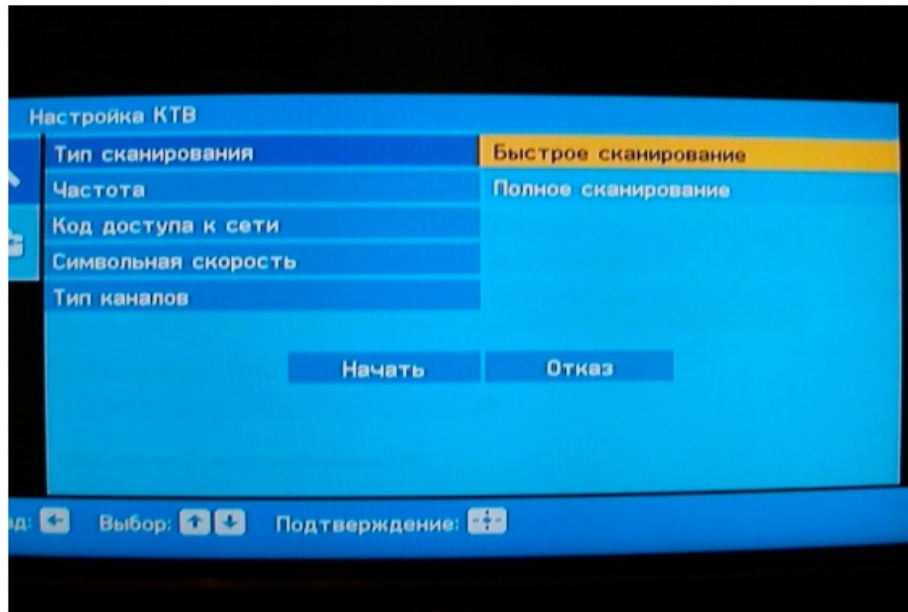 Настройка КТВ
Тип сканирования Быстрое сканирование
Частота Полное сканирование
Код доступа к сети
Символьная скорость
Тип каналов
Начать Отказ
Выбор: Подтверждение: